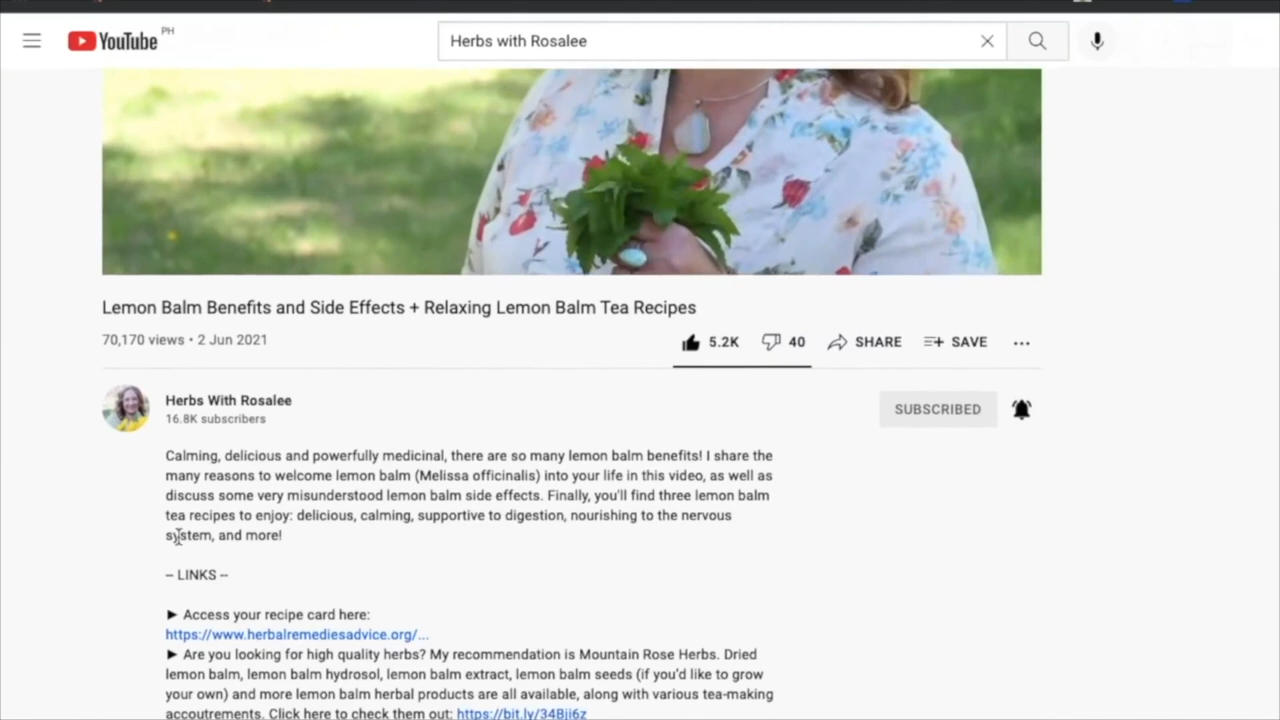 YouTube PH
Herbs with Rosalee
Lemon Balm Benefits and Side Effects + Relaxing Lemon Balm Tea Recipes
70,170 views • 2 Jun 2021
5.2K 40 SHARE SAVE
Herbs With Rosalee
16.8K subscribers
SUBSCRIBED
Calming, delicious and powerfully medicinal, there are so many lemon balm benefits! I share the
many reasons to welcome lemon balm (Melissa officinalis) into your life in this video, as well as
discuss some very misunderstood lemon balm side effects. Finally, you'll find three lemon balm
tea recipes to enjoy: delicious, calming, supportive to digestion, nourishing to the nervous
system, and more!
-- LINKS --
► Access your recipe card here:
https://www.herbalremediesadvice.org/...
► Are you looking for high quality herbs? My recommendation is Mountain Rose Herbs. Dried
lemon balm, lemon balm hydrosol, lemon balm extract, lemon balm seeds (if you'd like to grow
your own) and more lemon balm herbal products are all available, along with various tea-making
accoutrements. Click here to check them out: https://bit.ly/34Bji6z